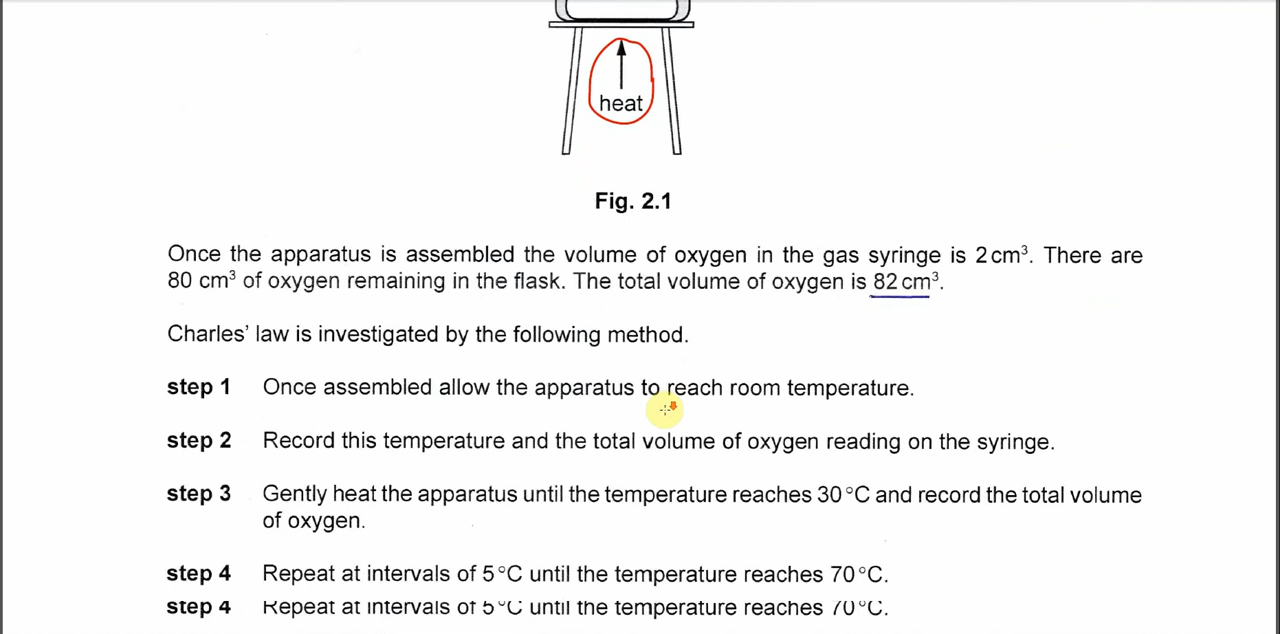 heat
Fig. 2.1
Once the apparatus is assembled the volume of oxygen in the gas syringe is 2 cm³. There are
80 cm³ of oxygen remaining in the flask. The total volume of oxygen is 82 cm³.
Charles' law is investigated by the following method.
step 1 Once assembled allow the apparatus to reach room temperature.
step 2 Record this temperature and the total volume of oxygen reading on the syringe.
step 3 Gently heat the apparatus until the temperature reaches 30 °C and record the total volume
of oxygen.
step 4 Repeat at intervals of 5 °C until the temperature reaches 70 °C.
step 4 Repeat at intervals of 5 °C until the temperature reaches 70 °C.